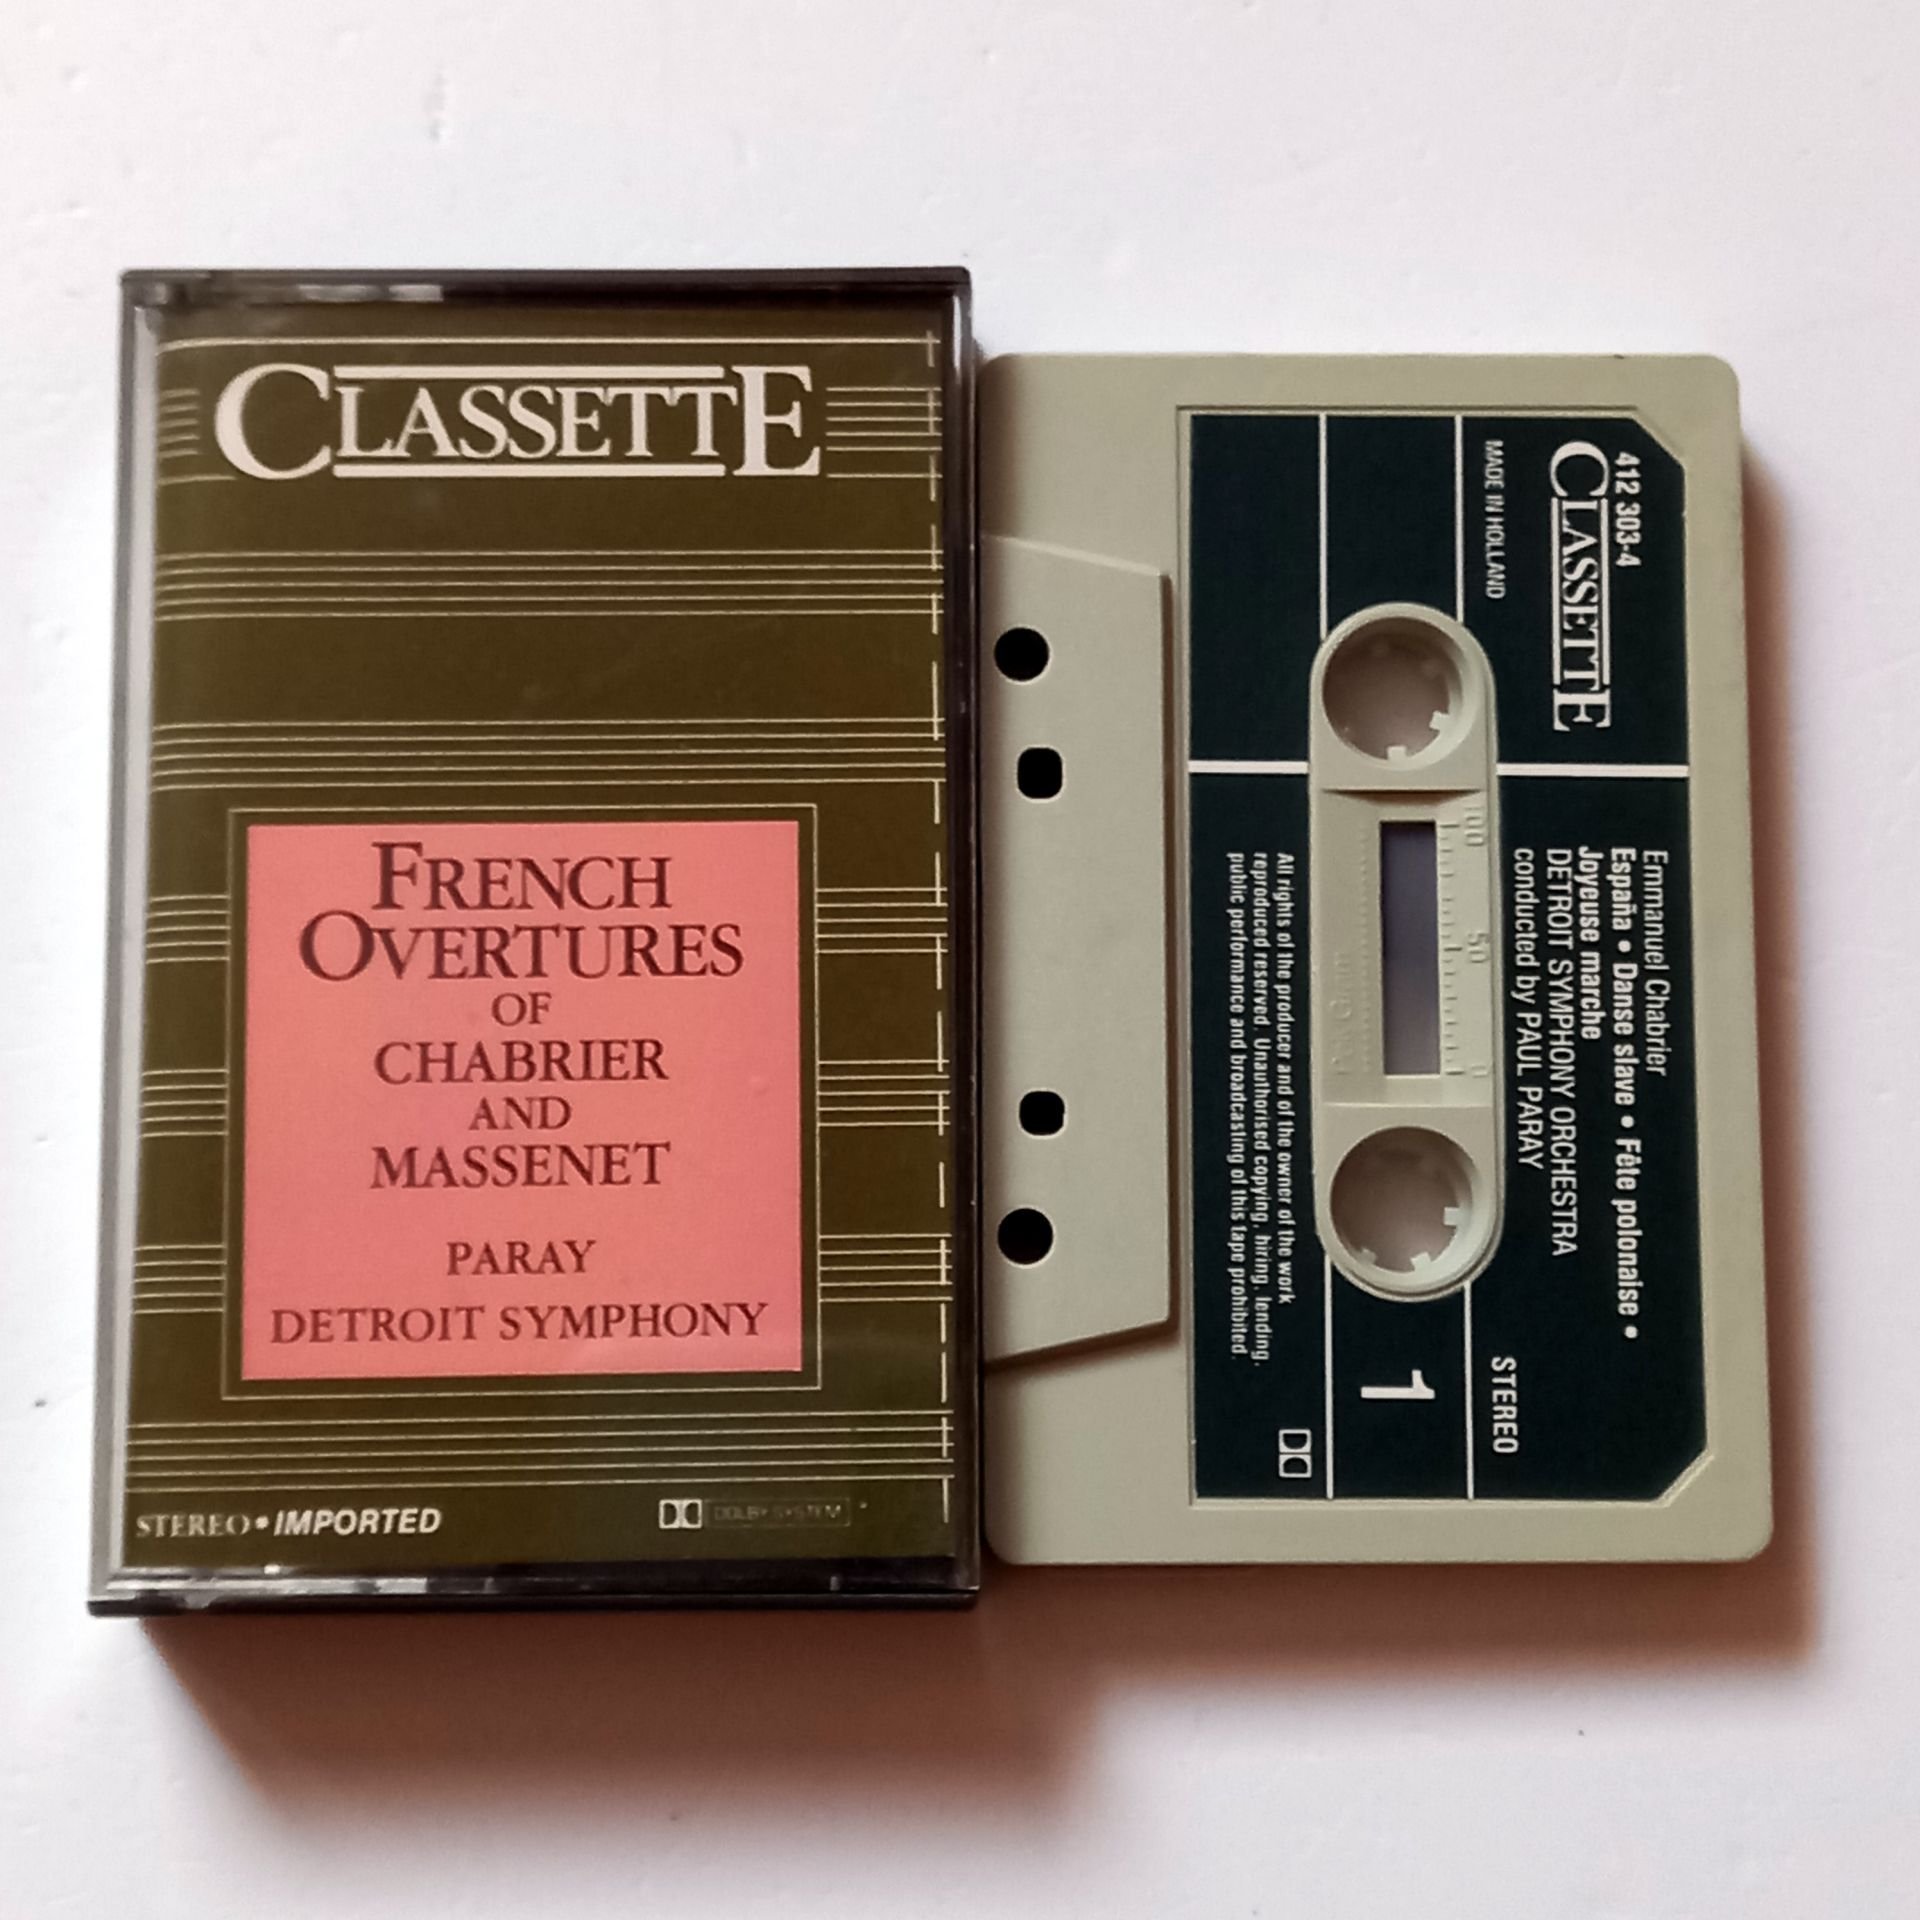 CLASSETTE
FRENCH
OVERTURES
OF
CHABRIER
AND
MASSENET
PARAY
DETROIT SYMPHONY
STEREO • IMPORTED
DOLBY SYSTEM
412 303-4
CLASSETTE
MADE IN HOLLAND
Emmanuel Chabrier
España • Danse slave • Fête polonaise •
Joyeuse marche
DETROIT SYMPHONY ORCHESTRA
conducted by PAUL PARAY
STEREO
100 50 0
1
All rights of the producer and of the owner of the work
reproduced reserved. Unauthorised copying, hiring, lending,
public performance and broadcasting of this tape prohibited.